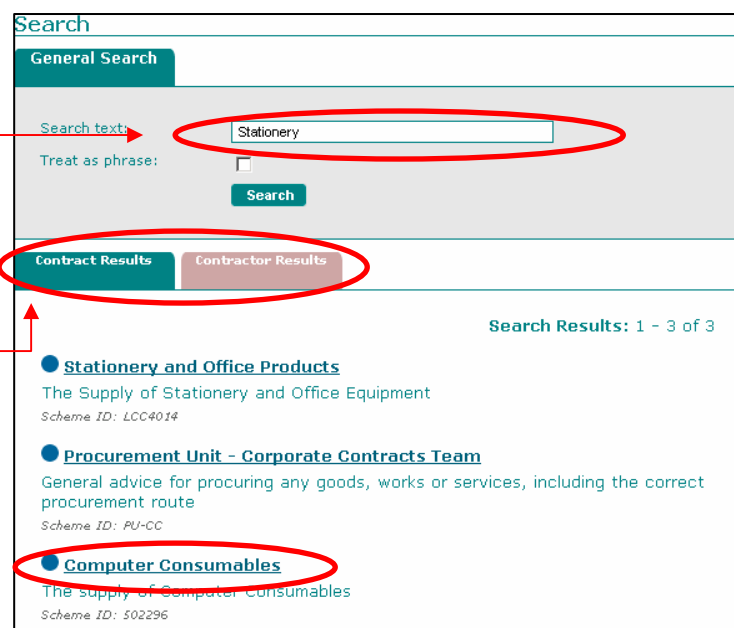 Search
General Search
Search text:
Stationery
Treat as phrase:
Search
Contract Results
Contractor Results
Search Results: 1 - 3 of 3
Stationery and Office Products
The Supply of Stationery and Office Equipment
Scheme ID: LCC4014
Procurement Unit - Corporate Contracts Team
General advice for procuring any goods, works or services, including the correct
procurement route
Scheme ID: PU-CC
Computer Consumables
The supply of Computer Consumables
Scheme ID: 502296